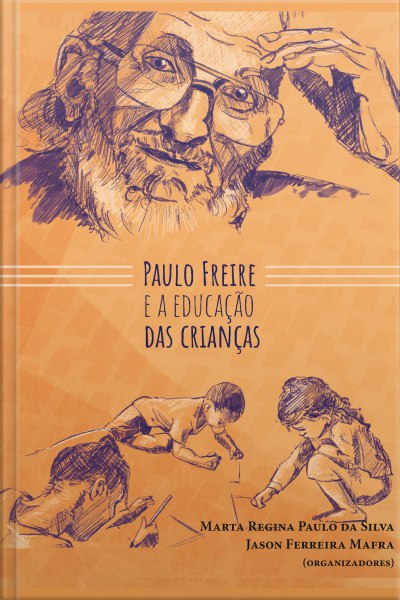 PAULO FREIRE
E A EDUCAÇÃO
DAS CRIANÇAS
MARTA REGINA PAULO DA SILVA
JASON FERREIRA MAFRA
(ORGANIZADORES)